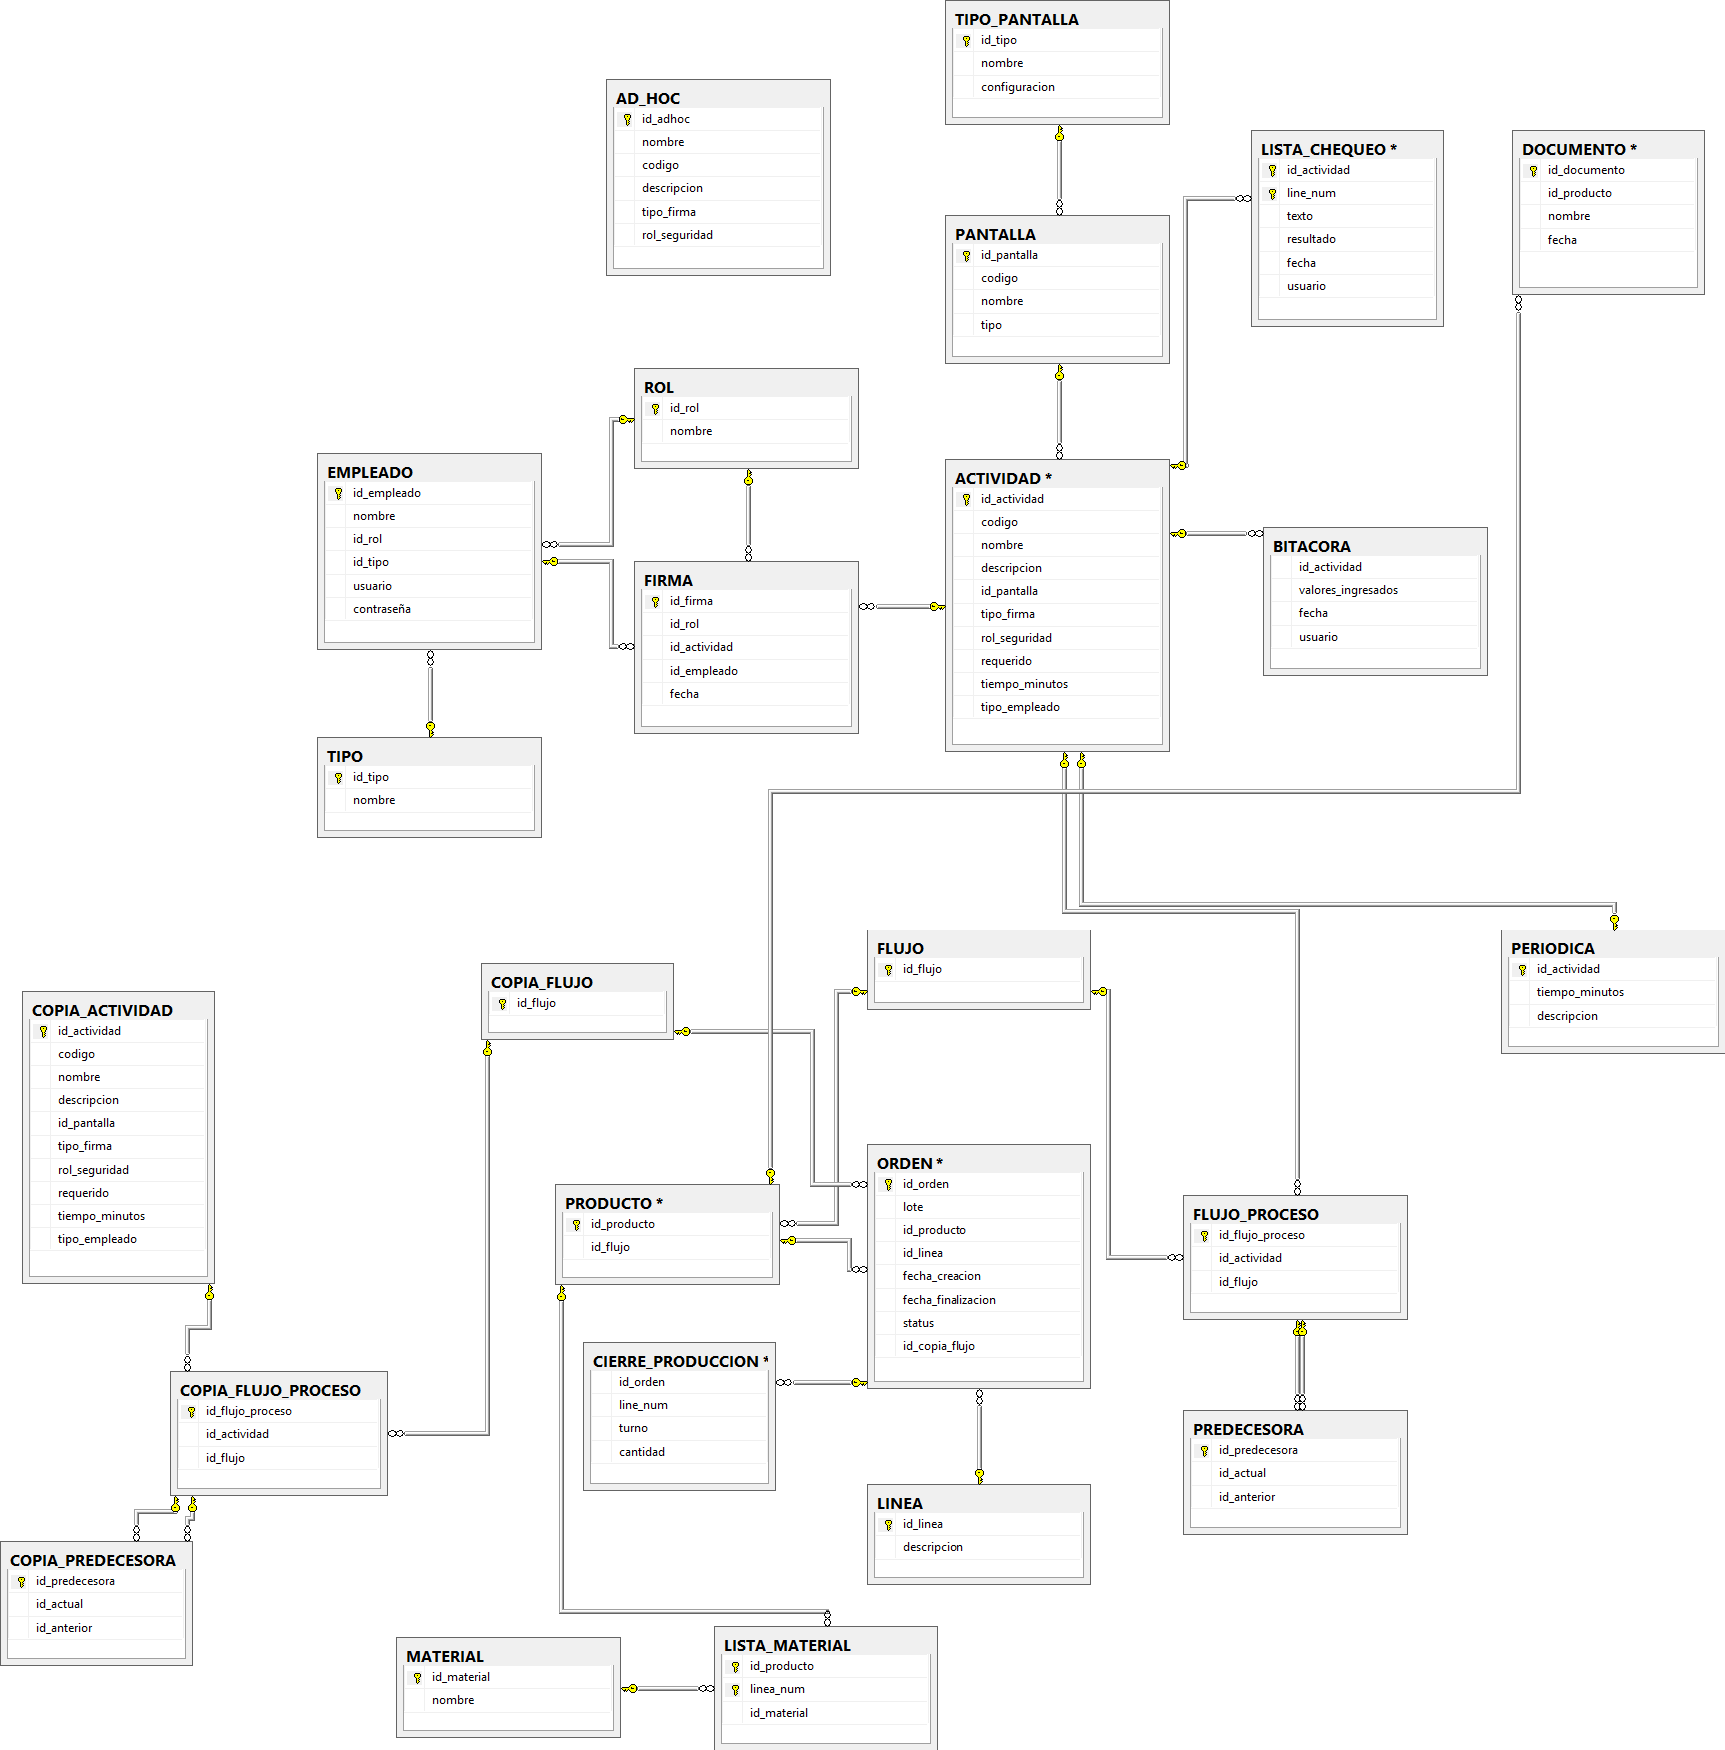 TIPO_PANTALLA
id_tipo
nombre
configuracion
AD_HOC
id_adhoc
nombre
codigo
descripcion
tipo_firma
rol_seguridad
LISTA_CHEQUEO *
id_actividad
line_num
texto
resultado
fecha
usuario
DOCUMENTO *
id_documento
id_producto
nombre
fecha
PANTALLA
id_pantalla
codigo
nombre
tipo
ROL
id_rol
nombre
EMPLEADO
id_empleado
nombre
id_rol
id_tipo
usuario
contraseña
FIRMA
id_firma
id_rol
id_actividad
id_empleado
fecha
ACTIVIDAD *
id_actividad
codigo
nombre
descripcion
id_pantalla
tipo_firma
rol_seguridad
requerido
tiempo_minutos
tipo_empleado
BITACORA
id_actividad
valores_ingresados
fecha
usuario
TIPO
id_tipo
nombre
FLUJO
id_flujo
PERIODICA
id_actividad
tiempo_minutos
descripcion
COPIA_FLUJO
id_flujo
COPIA_ACTIVIDAD
id_actividad
codigo
nombre
descripcion
id_pantalla
tipo_firma
rol_seguridad
requerido
tiempo_minutos
tipo_empleado
PRODUCTO *
id_producto
id_flujo
ORDEN *
id_orden
lote
id_producto
id_linea
fecha_creacion
fecha_finalizacion
status
id_copia_flujo
FLUJO_PROCESO
id_flujo_proceso
id_actividad
id_flujo
CIERRE_PRODUCCION *
id_orden
line_num
turno
cantidad
COPIA_FLUJO_PROCESO
id_flujo_proceso
id_actividad
id_flujo
PREDECESORA
id_predecesora
id_actual
id_anterior
LINEA
id_linea
descripcion
COPIA_PREDECESORA
id_predecesora
id_actual
id_anterior
MATERIAL
id_material
nombre
LISTA_MATERIAL
id_producto
linea_num
id_material